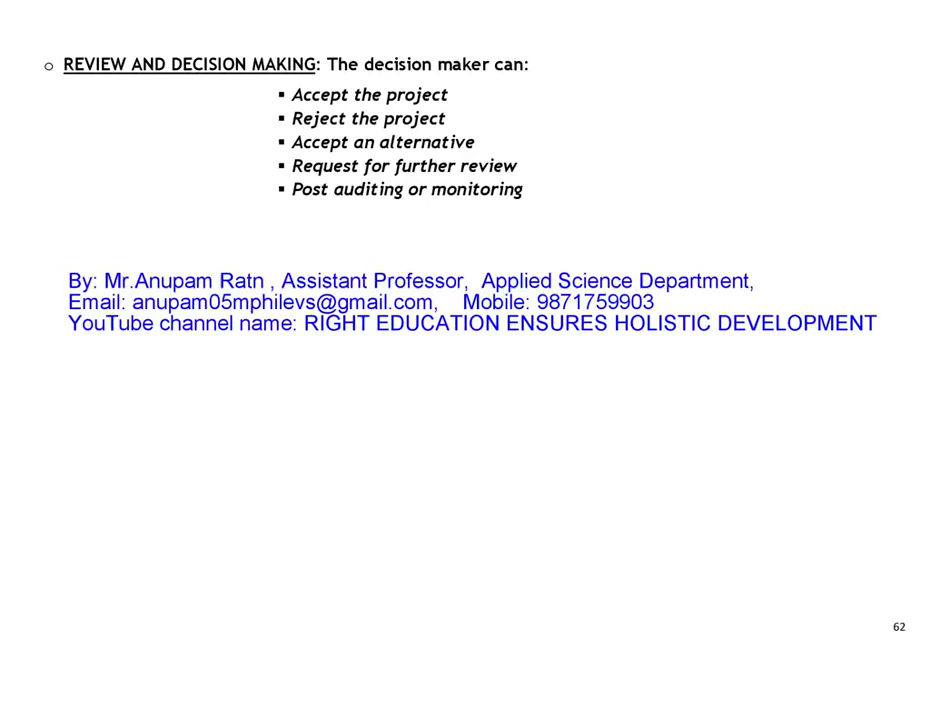 o REVIEW AND DECISION MAKING: The decision maker can:
▪ Accept the project
▪ Reject the project
▪ Accept an alternative
▪ Request for further review
▪ Post auditing or monitoring
By: Mr.Anupam Ratn , Assistant Professor, Applied Science Department,
Email: anupam05mphilevs@gmail.com, Mobile: 9871759903
YouTube channel name: RIGHT EDUCATION ENSURES HOLISTIC DEVELOPMENT
62